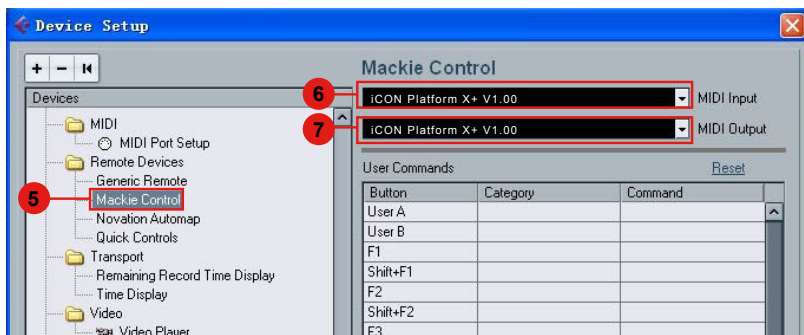 Device Setup
+ − I◀
Mackie Control
Devices
6
iCON Platform X+ V1.00
MIDI Input
7
iCON Platform X+ V1.00
MIDI Output
MIDI
MIDI Port Setup
Remote Devices
Generic Remote
5
Mackie Control
Novation Automap
Quick Controls
Transport
Remaining Record Time Display
Time Display
Video
Video Player
User Commands
Reset
Button Category Command
User A
User B
F1
Shift+F1
F2
Shift+F2
F3